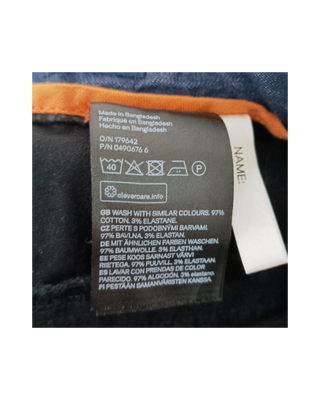 Made in Bangladesh
Fabriqué en Bangladesh
Hecho en Bangladesh
O/N 179642
P/N 0490676 6
40
P
clevercare.info
GB WASH WITH SIMILAR COLOURS. 97%
COTTON. 3% ELASTANE.
CZ PERTE S PODOBNÝMI BARVAMI.
97% BAVLNA, 3% ELASTAN.
DE MIT ÄHNLICHEN FARBEN WASCHEN.
97% BAUMWOLLE. 3% ELASTHAN.
EE PESE KOOS SARNAST VÄRVI
RIIETEGA. 97% PUUVILL. 3% ELASTAAN.
ES LAVAR CON PRENDAS DE COLOR
PARECIDO. 97% ALGODÓN. 3% elastano.
FI PESTÄÄN SAMANVÄRISTEN KANSSA.
NAME: